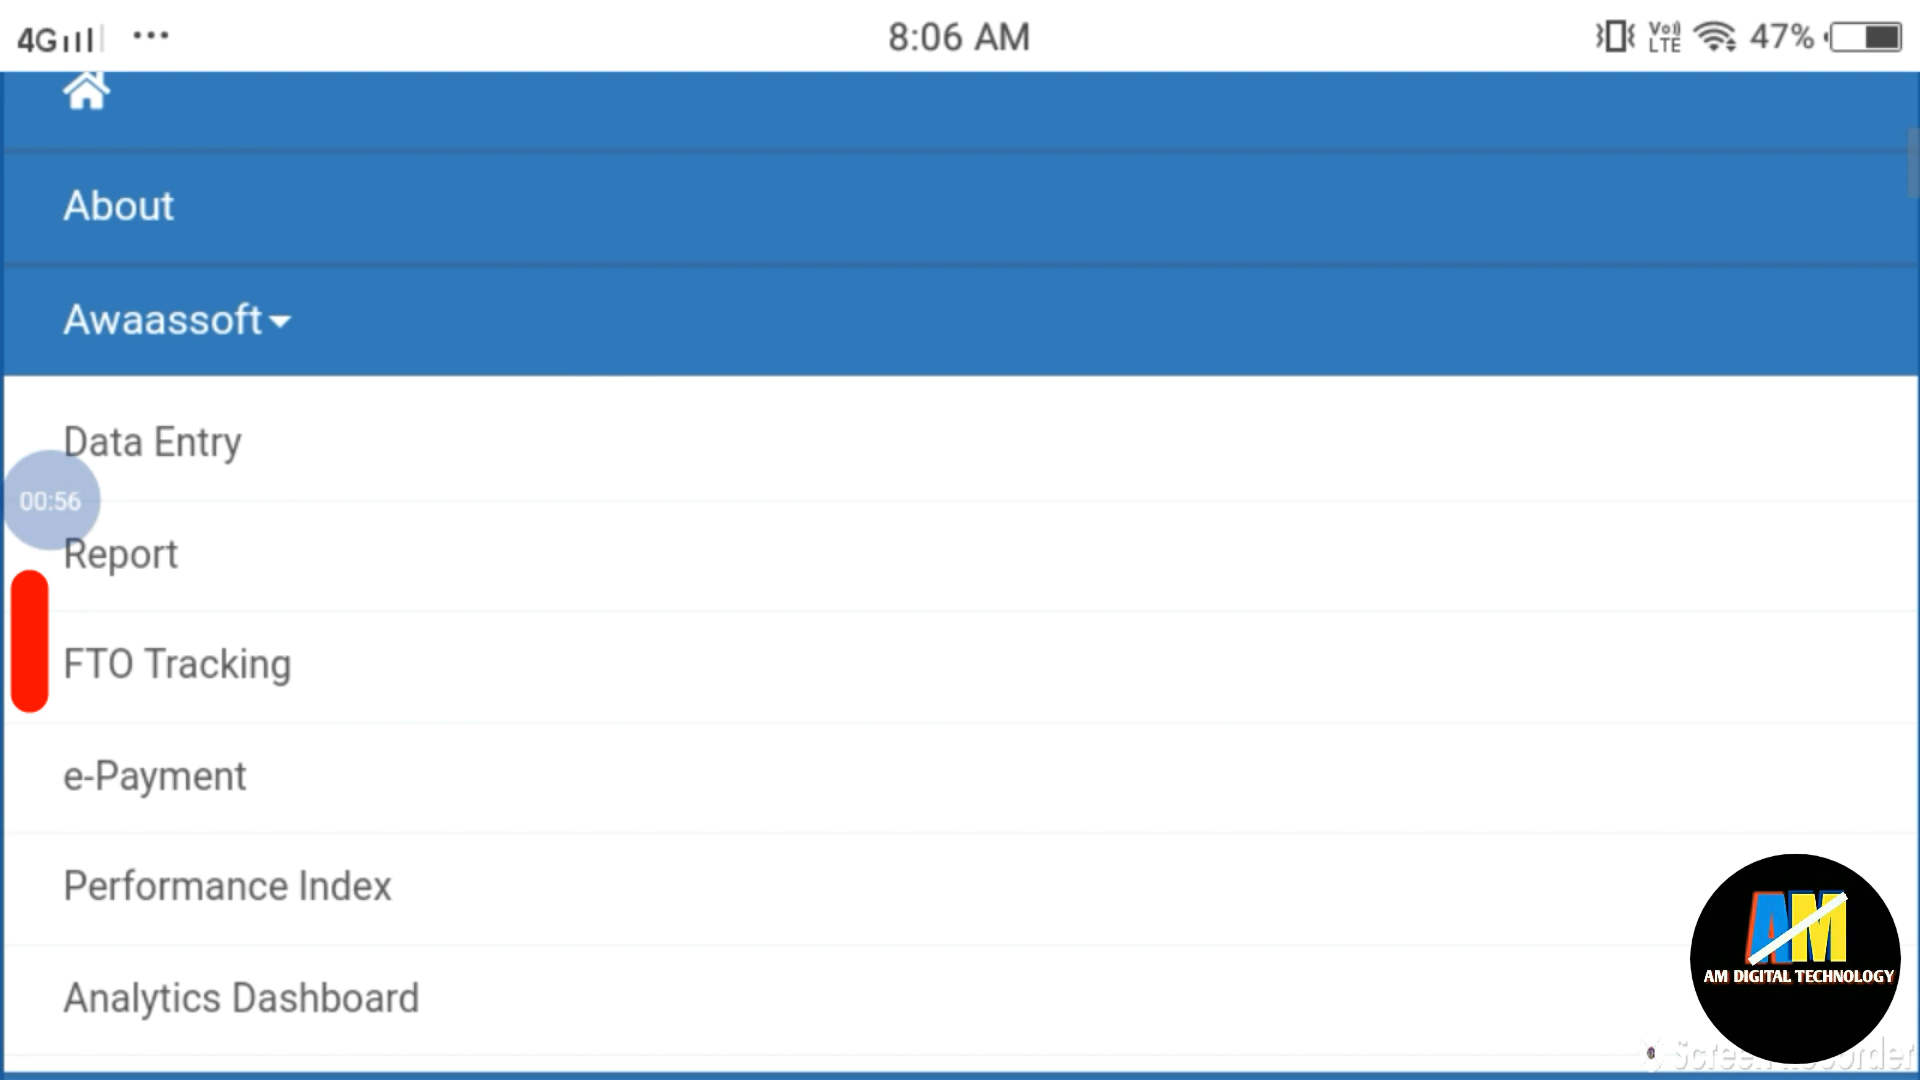 4G 8:06 AM Vo)) LTE 47%
About
Awaassoft
Data Entry
00:56
Report
FTO Tracking
e-Payment
Performance Index
AM
AM DIGITAL TECHNOLOGY
Analytics Dashboard